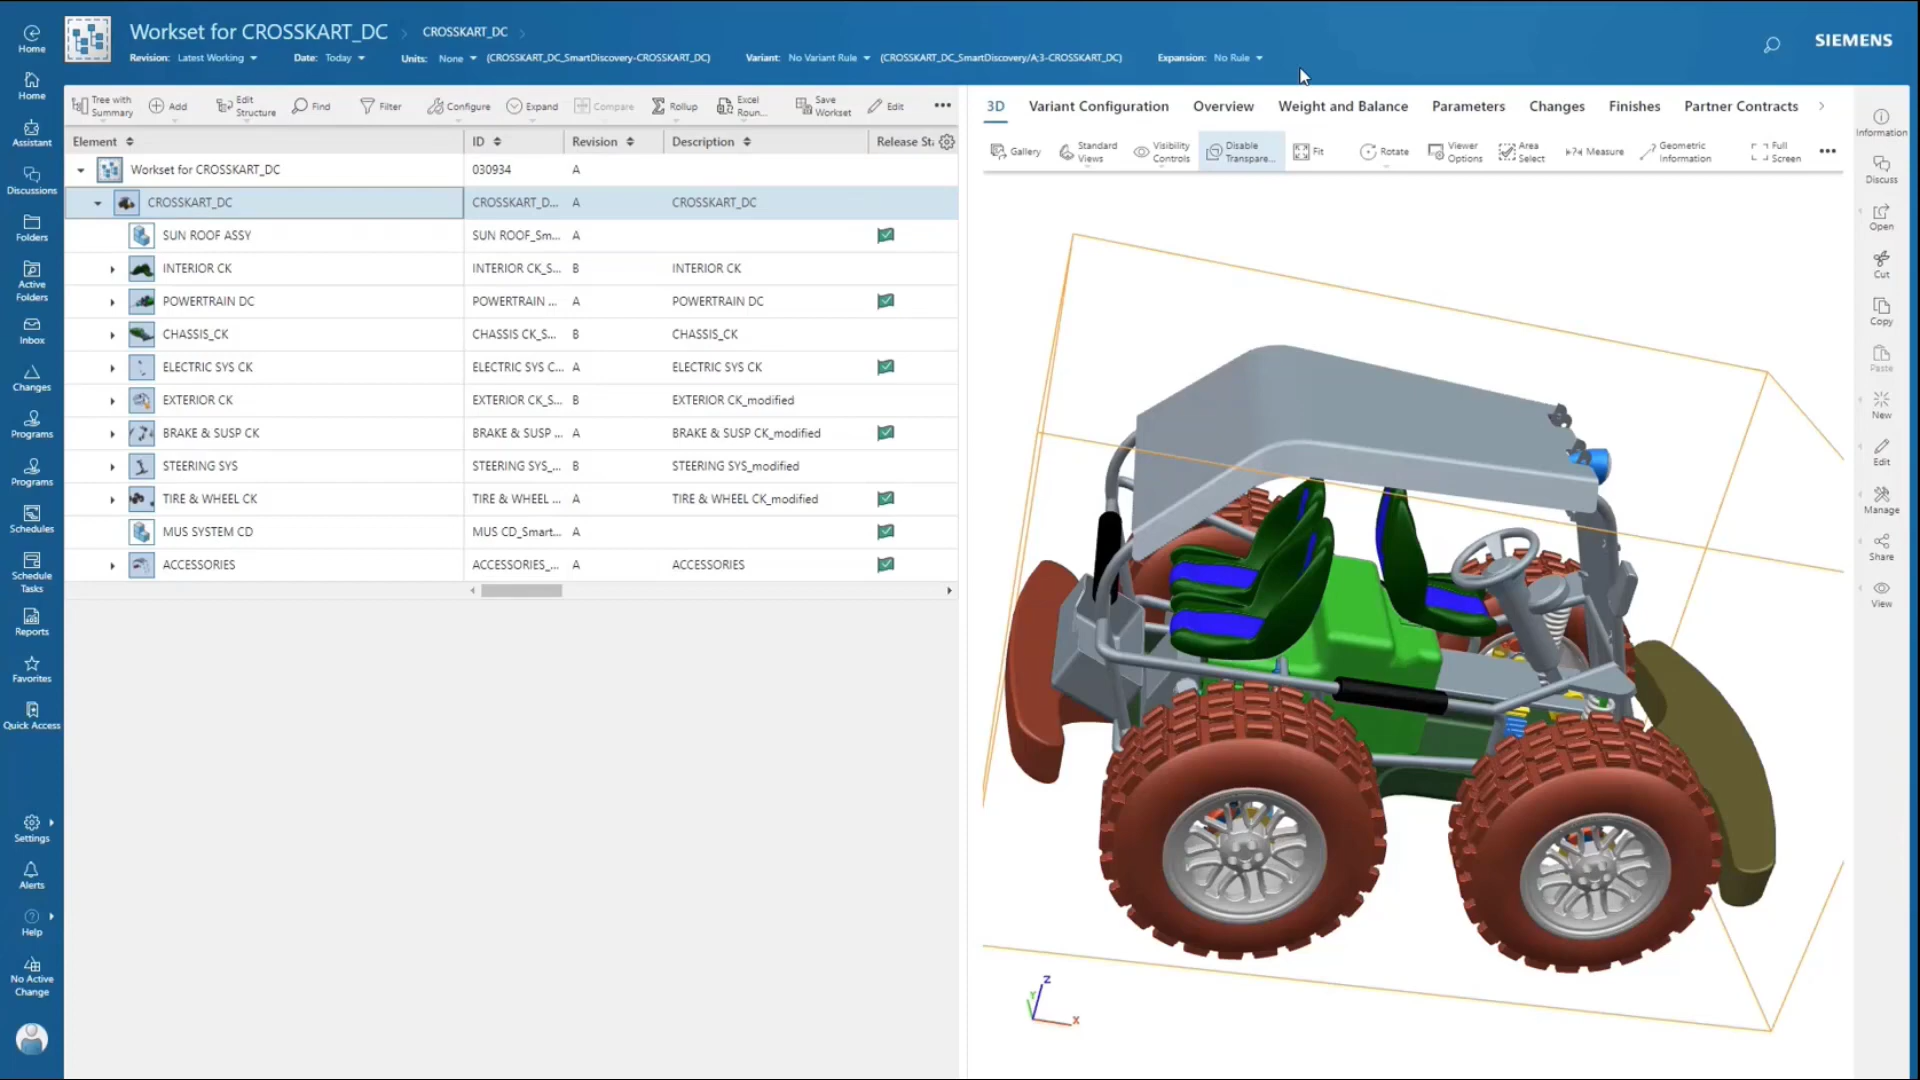 Workset for CROSSKART_DC
CROSSKART_DC
SIEMENS
Revision: Latest Working
Date: Today
Units: None
(CROSSKART_DC_SmartDiscovery-CROSSKART_DC)
Variant: No Variant Rule
(CROSSKART_DC_SmartDiscovery/A;3-CROSSKART_DC)
Expansion: No Rule
Home
Home
Assistant
Discussions
Folders
Active
Folders
Inbox
Changes
Programs
Programs
Schedules
Schedule
Tasks
Reports
Favorites
Quick Access
Settings
Alerts
Help
No Active
Change
Tree with
Summary
Add
Edit
Structure
Find
Filter
Configure
Expand
Compare
Rollup
Excel
Roun...
Save
Workset
Edit
Element ID Revision Description Release St
Workset for CROSSKART_DC 030934 A
CROSSKART_DC CROSSKART_D... A CROSSKART_DC
SUN ROOF ASSY SUN ROOF_Sm... A
INTERIOR CK INTERIOR CK_S... B INTERIOR CK
POWERTRAIN DC POWERTRAIN ... A POWERTRAIN DC
CHASSIS_CK CHASSIS CK_S... B CHASSIS_CK
ELECTRIC SYS CK ELECTRIC SYS C... A ELECTRIC SYS CK
EXTERIOR CK EXTERIOR CK_S... B EXTERIOR CK_modified
BRAKE & SUSP CK BRAKE & SUSP ... A BRAKE & SUSP CK_modified
STEERING SYS STEERING SYS_... B STEERING SYS_modified
TIRE & WHEEL CK TIRE & WHEEL ... A TIRE & WHEEL CK_modified
MUS SYSTEM CD MUS CD_Smart... A
ACCESSORIES ACCESSORIES_... A ACCESSORIES
3D
Variant Configuration
Overview
Weight and Balance
Parameters
Changes
Finishes
Partner Contracts
Gallery
Standard
Views
Visibility
Controls
Disable
Transpare...
Fit
Rotate
Viewer
Options
Area
Select
Measure
Geometric
Information
Full
Screen
Z
Y
X
Information
Discuss
Open
Cut
Copy
Paste
New
Edit
Manage
Share
View